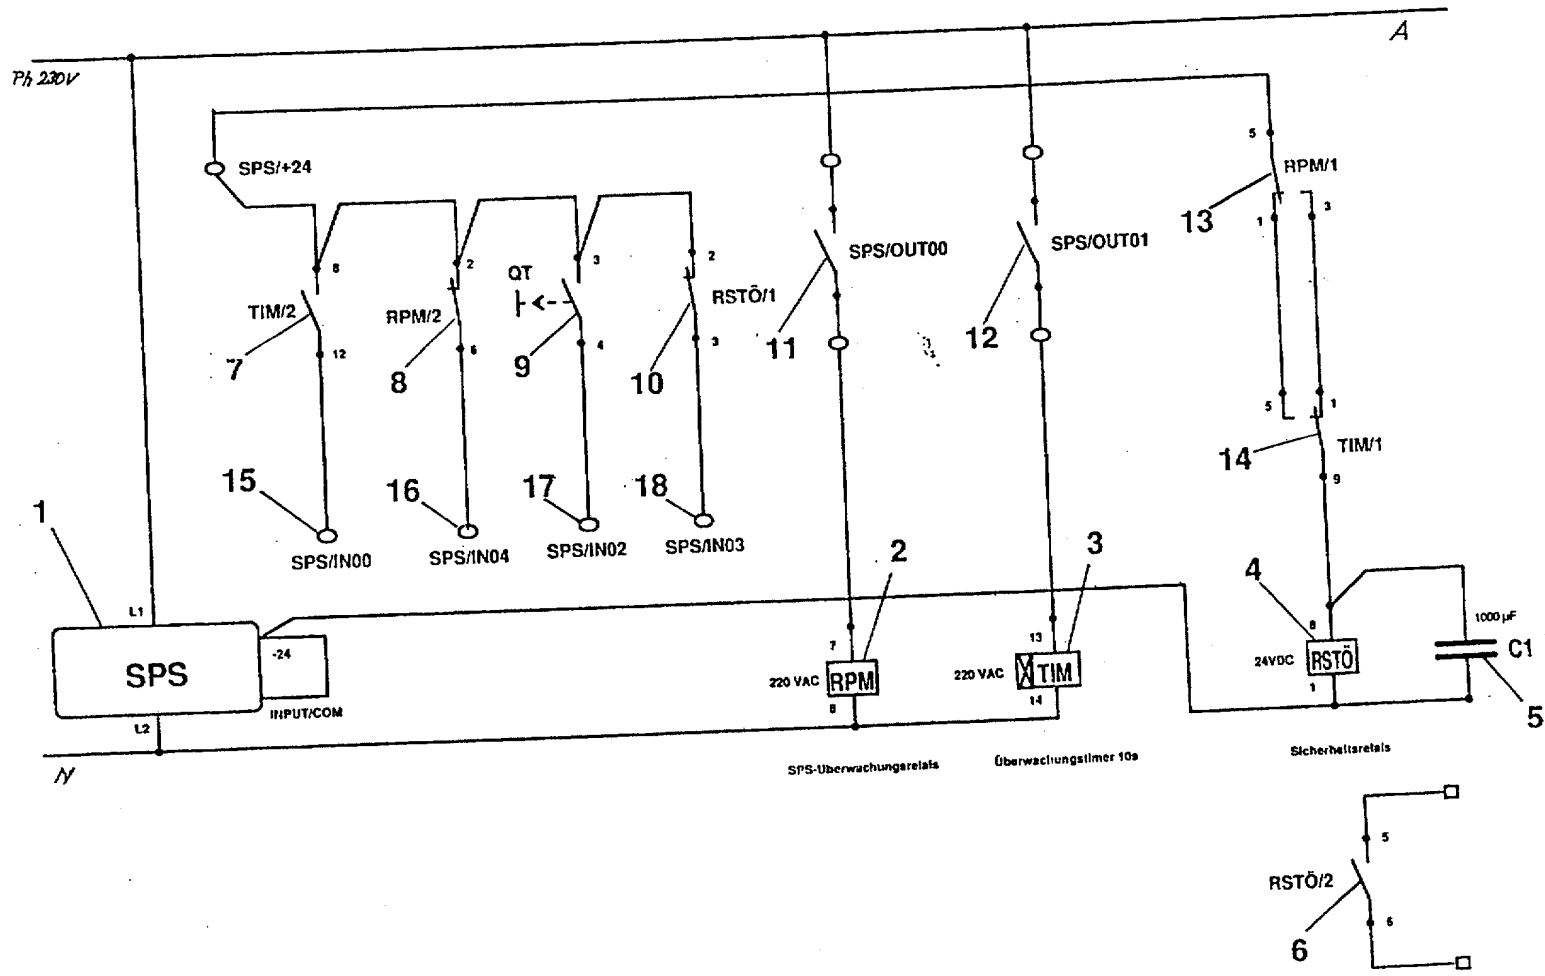 Ph 230V
A
SPS/+24
5
RPM/1
13
1
3
8
TIM/2
7
12
2
RPM/2
8
6
3
QT
9
4
2
RSTÖ/1
10
3
SPS/OUT00
11
SPS/OUT01
12
5
1
14
TIM/1
9
15
SPS/IN00
16
SPS/IN04
17
SPS/IN02
18
SPS/IN03
1
L1
SPS
-24
INPUT/COM
L2
N
2
7
220 VAC
RPM
8
SPS-Überwachungsrelais
3
13
220 VAC
TIM
14
Überwachungstimer 10s
4
8
24VDC
RSTÖ
1
Sicherheitsrelais
1000 µF
C1
5
5
RSTÖ/2
6
6